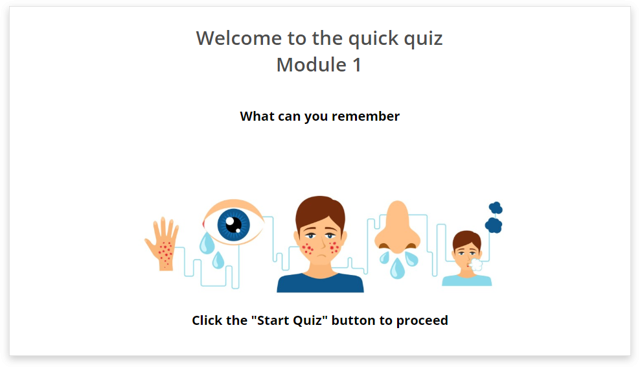 Welcome to the quick quiz
Module 1
What can you remember
Click the "Start Quiz" button to proceed